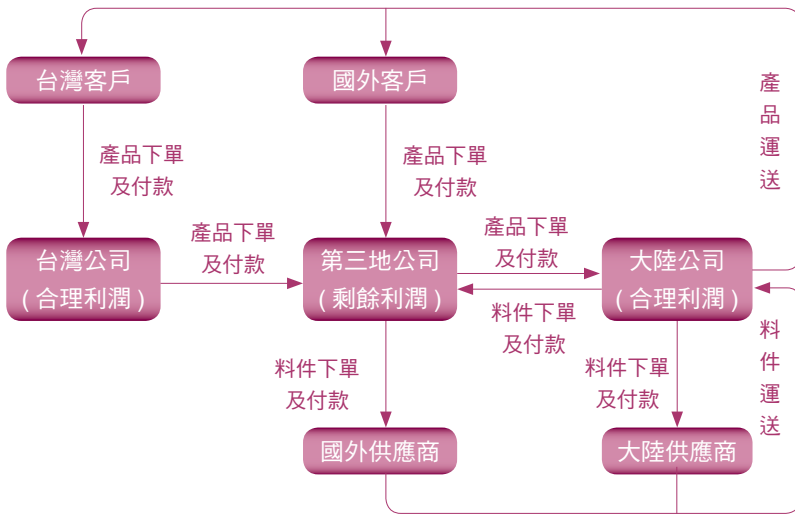 台灣客戶
國外客戶
產品下單
及付款
產品下單
及付款
產品運送
台灣公司
(合理利潤)
產品下單
及付款
第三地公司
(剩餘利潤)
產品下單
及付款
料件下單
及付款
大陸公司
(合理利潤)
料件下單
及付款
料件下單
及付款
料件運送
國外供應商
大陸供應商